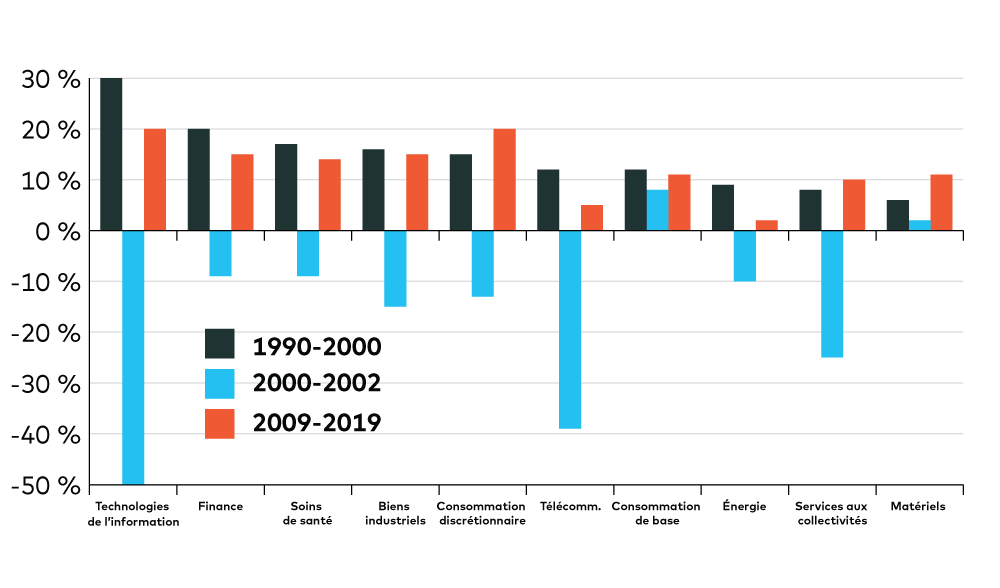 30 %
20 %
10 %
0 %
-10 %
-20 %
-30 %
-40 %
-50 %
1990-2000
2000-2002
2009-2019
Technologies
de l'information
Finance
Soins
de santé
Biens
industriels
Consommation
discrétionnaire
Télécomm.
Consommation
de base
Énergie
Services aux
collectivités
Matériels